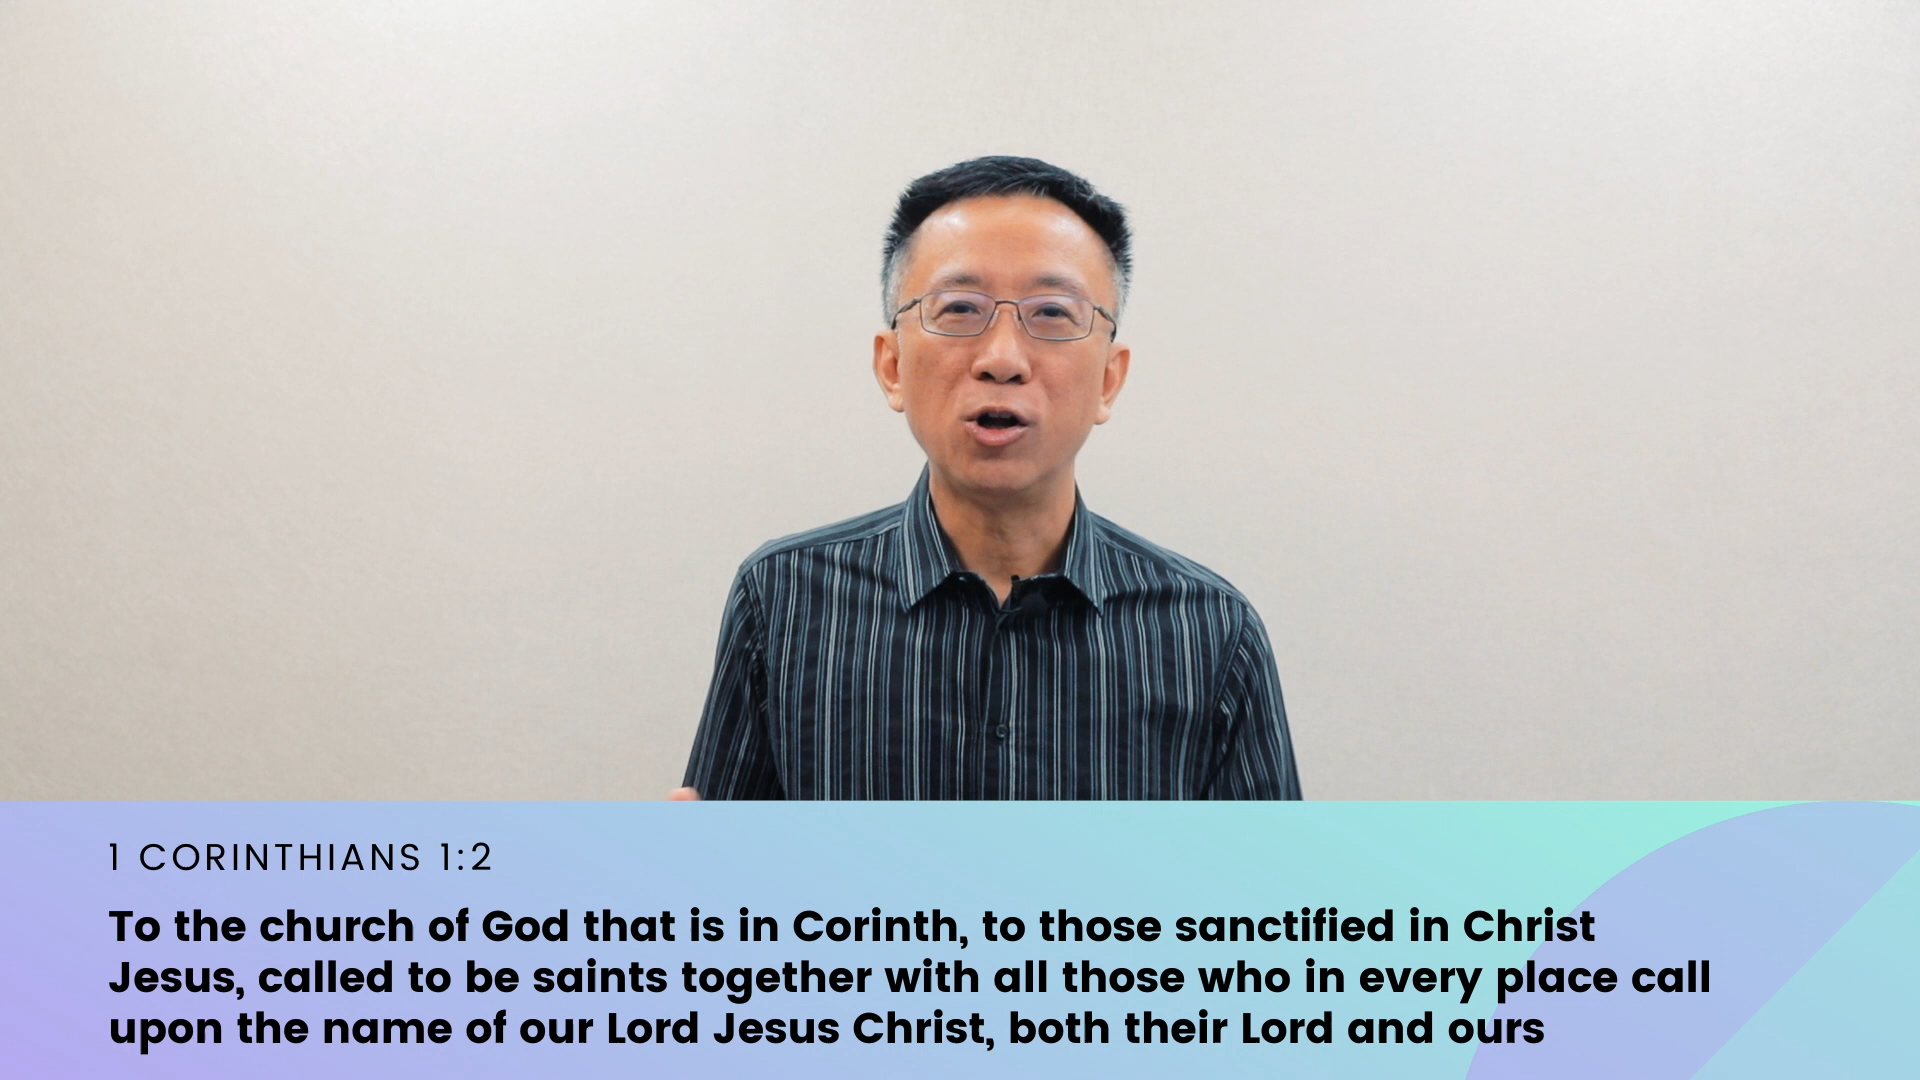 1 CORINTHIANS 1:2
To the church of God that is in Corinth, to those sanctified in Christ
Jesus, called to be saints together with all those who in every place call
upon the name of our Lord Jesus Christ, both their Lord and ours